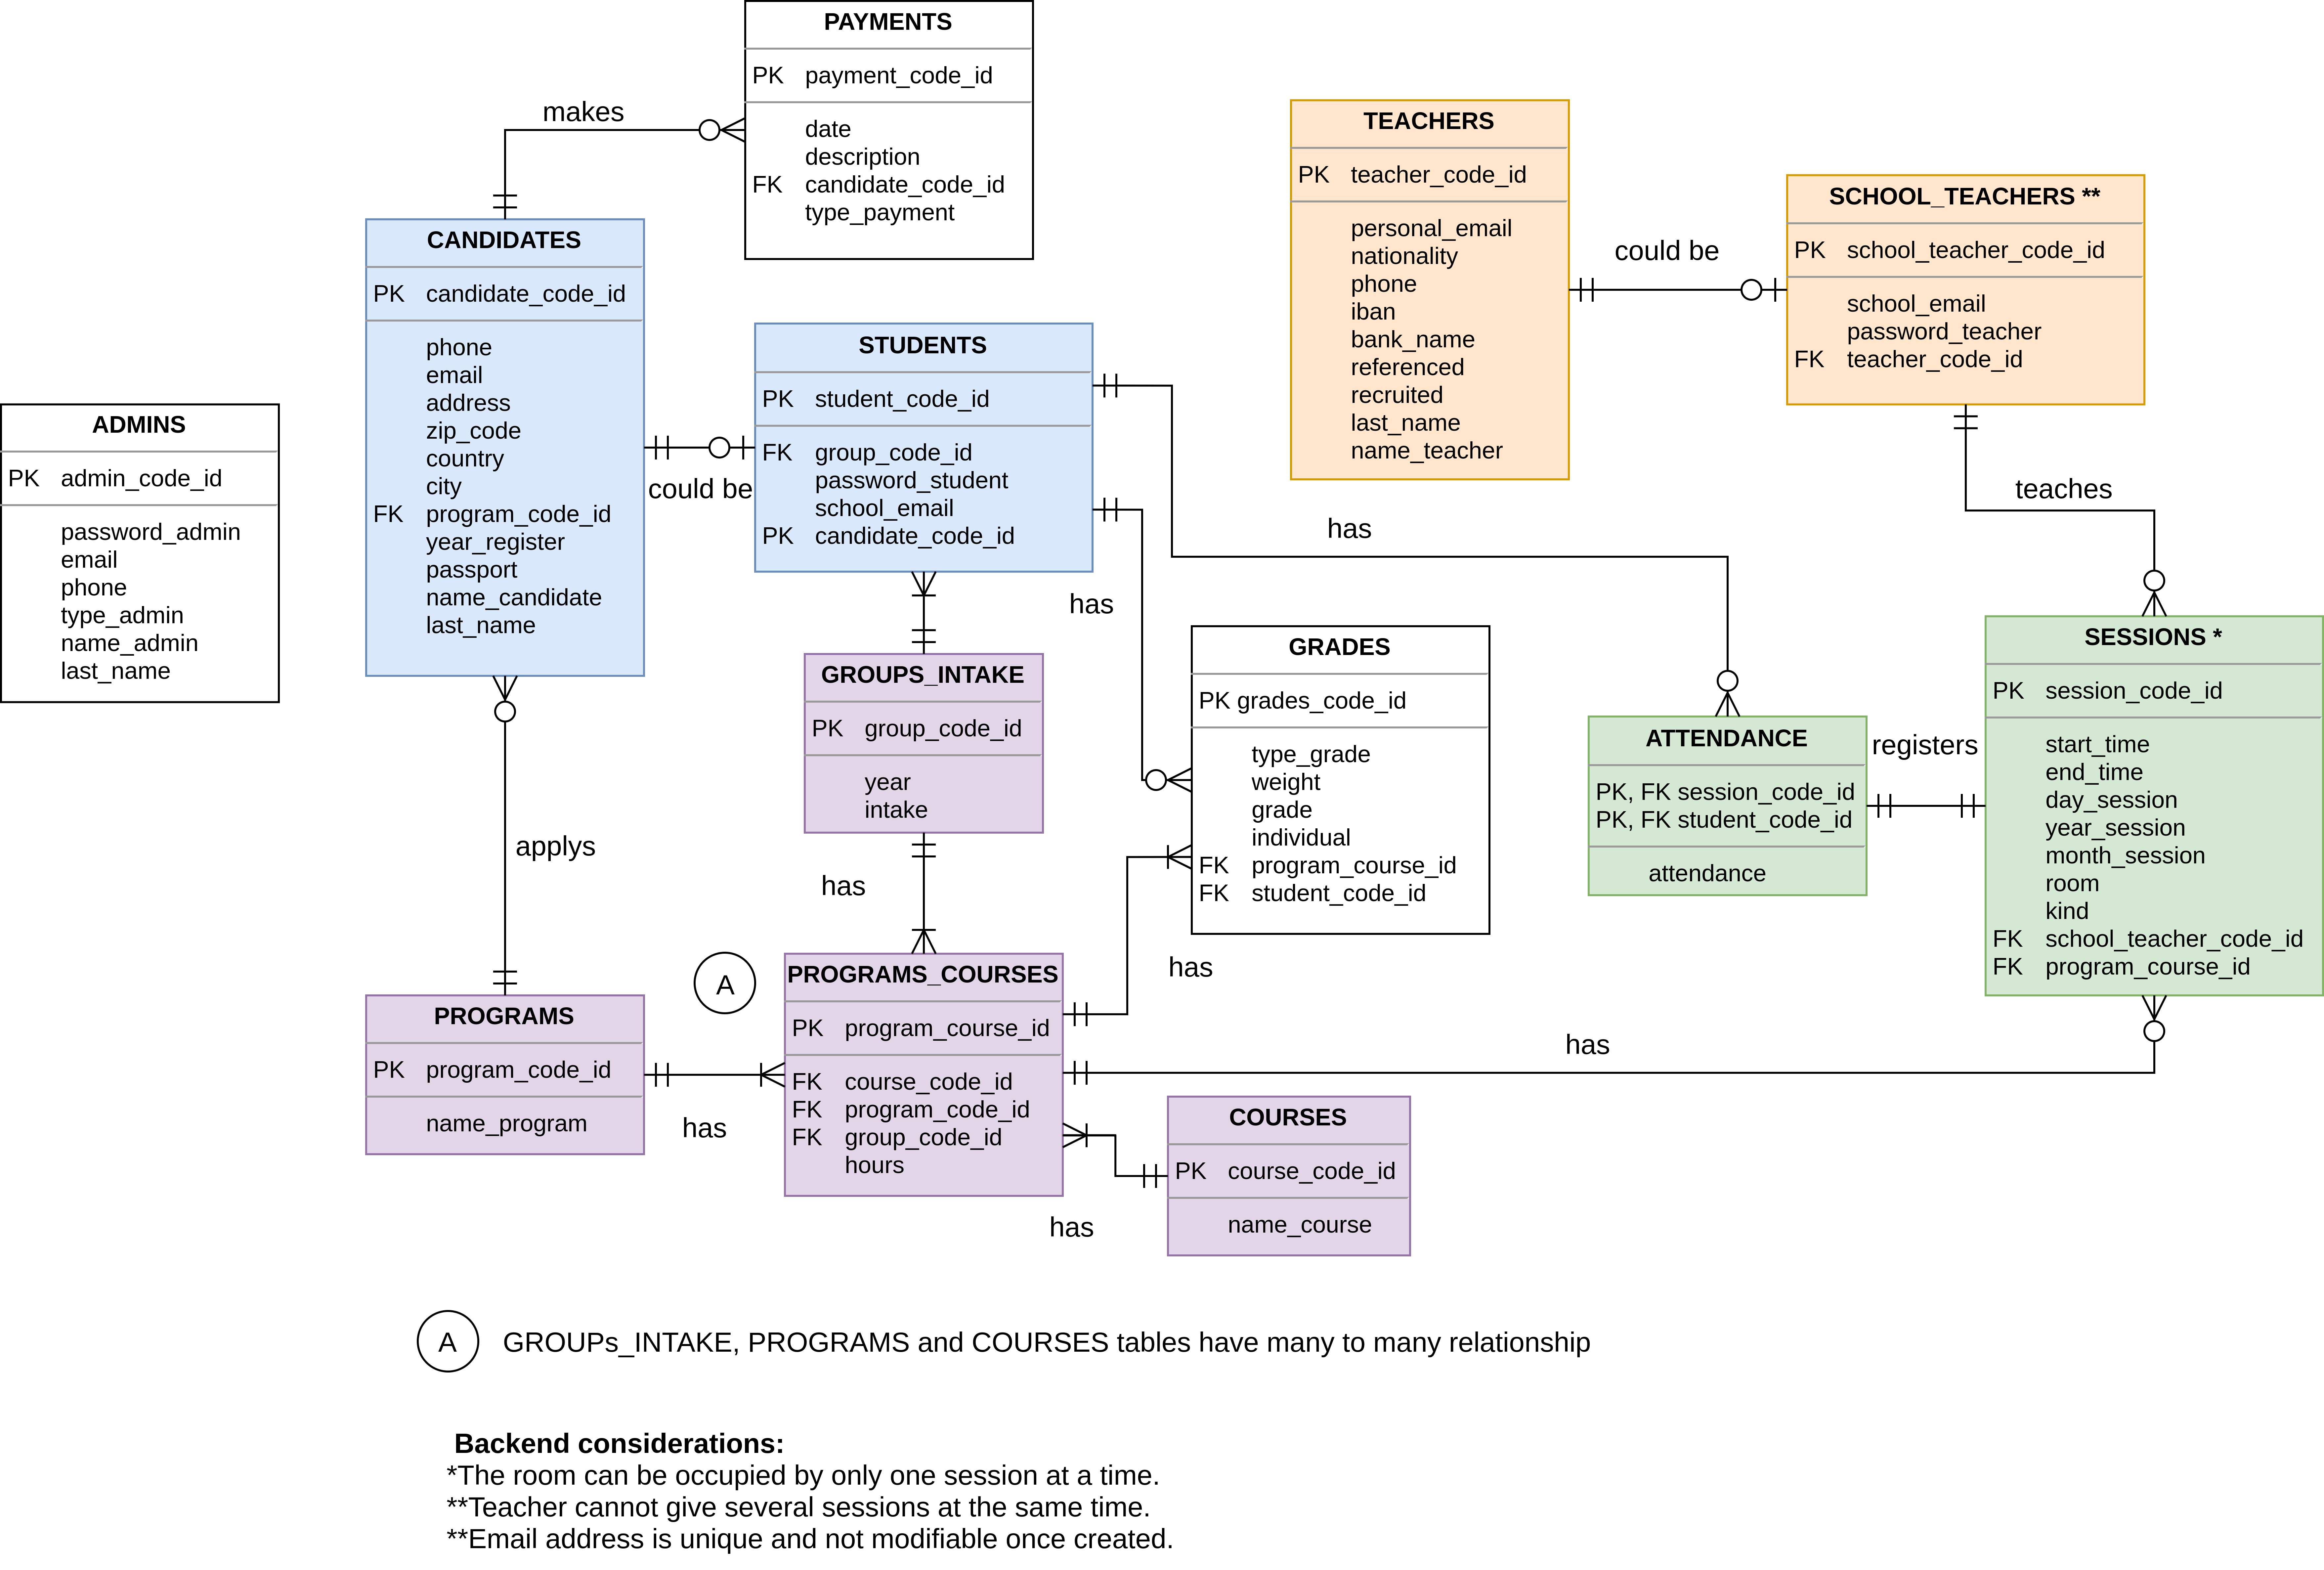 PAYMENTS
PK payment_code_id
date
description
FK candidate_code_id
type_payment
makes
TEACHERS
PK teacher_code_id
personal_email
nationality
phone
iban
bank_name
referenced
recruited
last_name
name_teacher
could be
SCHOOL_TEACHERS **
PK school_teacher_code_id
school_email
password_teacher
FK teacher_code_id
teaches
CANDIDATES
PK candidate_code_id
phone
email
address
zip_code
country
city
FK program_code_id
year_register
passport
name_candidate
last_name
could be
STUDENTS
PK student_code_id
FK group_code_id
password_student
school_email
PK candidate_code_id
has
has
ADMINS
PK admin_code_id
password_admin
email
phone
type_admin
name_admin
last_name
GROUPS_INTAKE
PK group_code_id
year
intake
has
GRADES
PK grades_code_id
type_grade
weight
grade
individual
FK program_course_id
FK student_code_id
has
ATTENDANCE
PK, FK session_code_id
PK, FK student_code_id
attendance
registers
SESSIONS *
PK session_code_id
start_time
end_time
day_session
year_session
month_session
room
kind
FK school_teacher_code_id
FK program_course_id
has
applys
PROGRAMS
PK program_code_id
name_program
has
A
PROGRAMS_COURSES
PK program_course_id
FK course_code_id
FK program_code_id
FK group_code_id
hours
has
COURSES
PK course_code_id
name_course
A GROUPs_INTAKE, PROGRAMS and COURSES tables have many to many relationship
Backend considerations:
*The room can be occupied by only one session at a time.
**Teacher cannot give several sessions at the same time.
**Email address is unique and not modifiable once created.